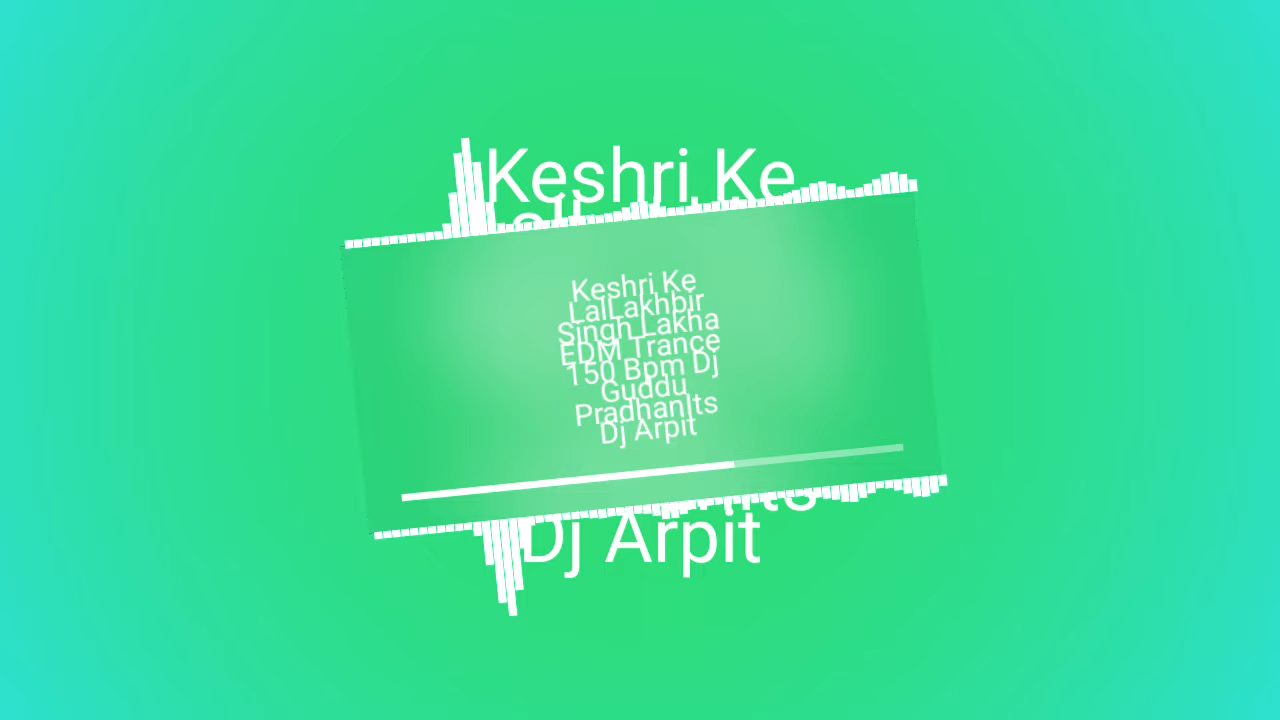 Keshri Ke
Keshri Ke
LalLakhbir
Singh Lakha
EDM Trance
150 Bpm Dj
Guddu
PradhanIts
Dj Arpit
Dj Arpit